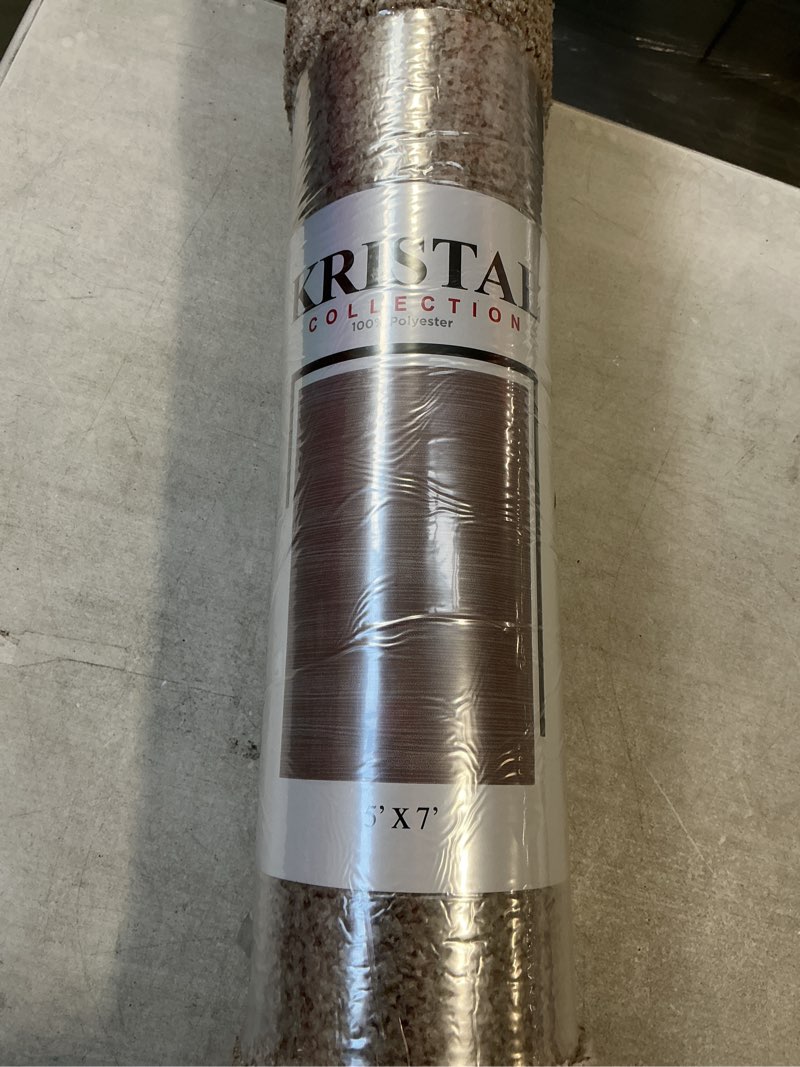 KRISTAL
COLLECTION
100% Polyester
5' X 7'